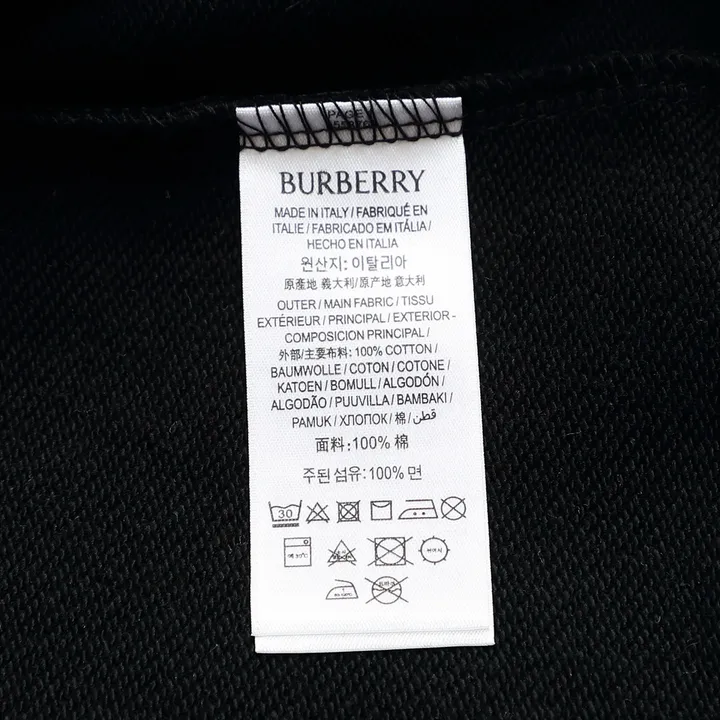 PAGE
BURBERRY
MADE IN ITALY / FABRIQUÉ EN
ITALIE / FABRICADO EM ITÁLIA /
HECHO EN ITALIA
원산지: 이탈리아
原產地 義大利/原产地 意大利
OUTER / MAIN FABRIC / TISSU
EXTÉRIEUR / PRINCIPAL / EXTERIOR -
COMPOSICION PRINCIPAL /
外部/主要布料: 100% COTTON /
BAUMWOLLE / COTON / COTONE /
KATOEN / BOMULL / ALGODÓN /
ALGODÃO / PUUVILLA / BAMBAKI /
PAMUK / ХЛОПОК / 棉 / قطن
面料:100% 棉
주된 섬유: 100% 면
30